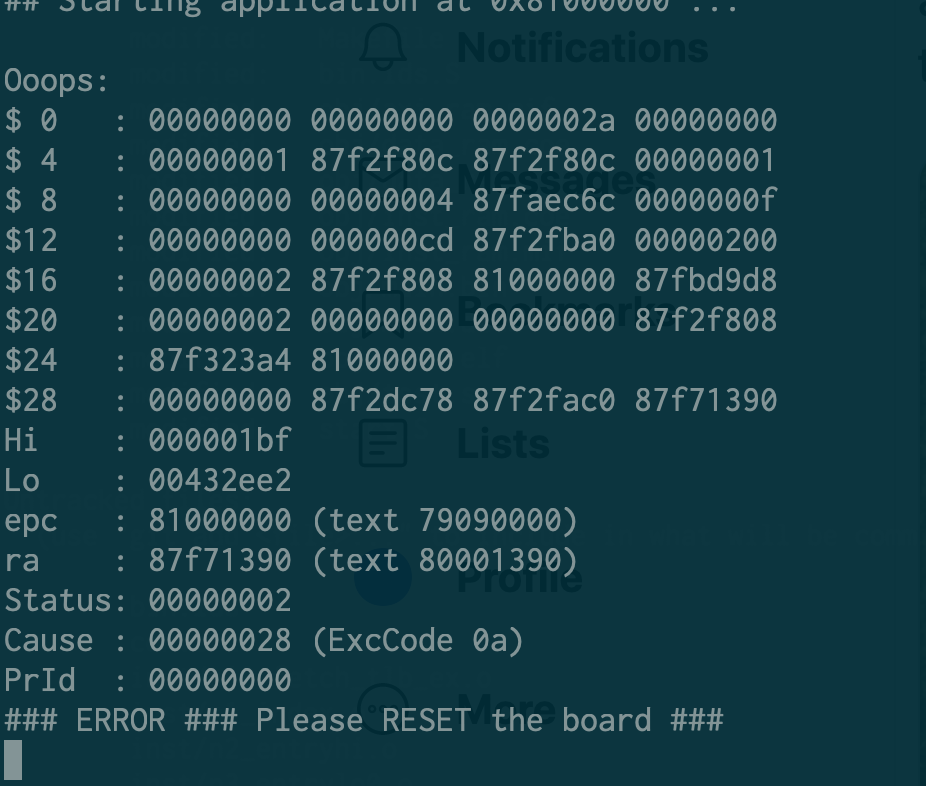 ## Starting application at 0x81000000 ...
Notifications
Ooops:
$ 0   : 00000000 00000000 0000002a 00000000
$ 4   : 00000001 87f2f80c 87f2f80c 00000001
Messages
$ 8   : 00000000 00000004 87faec6c 0000000f
$12   : 00000000 000000cd 87f2fba0 00000200
$16   : 00000002 87f2f808 81000000 87fbd9d8
Bookmarks
$20   : 00000002 00000000 00000000 87f2f808
$24   : 87f323a4 81000000
$28   : 00000000 87f2dc78 87f2fac0 87f71390
Hi    : 000001bf
Lists
Lo    : 00432ee2
epc   : 81000000 (text 79090000)
ra    : 87f71390 (text 80001390)
Profile
Status: 00000002
Cause : 00000028 (ExcCode 0a)
PrId  : 00000000
More
### ERROR ### Please RESET the board ###